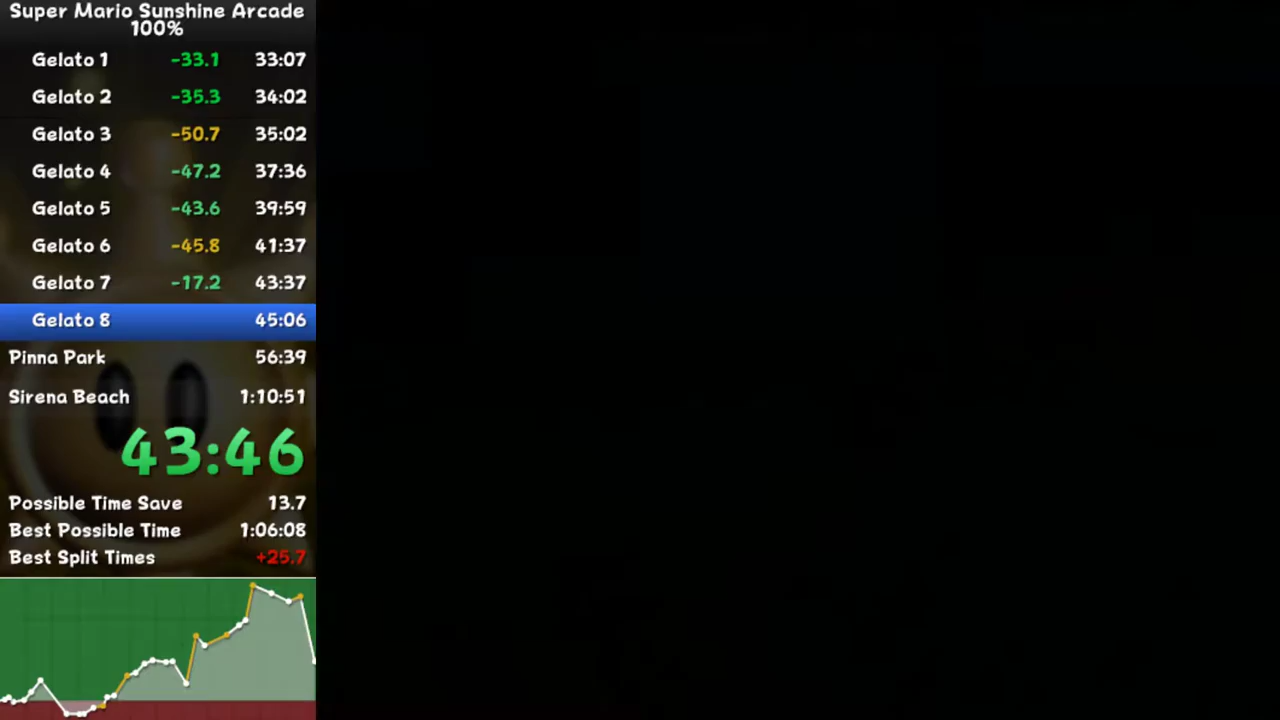 Super Mario Sunshine Arcade
100%
Gelato 1 -33.1 33:07
Gelato 2 -35.3 34:02
Gelato 3 -50.7 35:02
Gelato 4 -47.2 37:36
Gelato 5 -43.6 39:59
Gelato 6 -45.8 41:37
Gelato 7 -17.2 43:37
Gelato 8 45:06
Pinna Park 56:39
Sirena Beach 1:10:51
43:46
Possible Time Save 13.7
Best Possible Time 1:06:08
Best Split Times +25.7